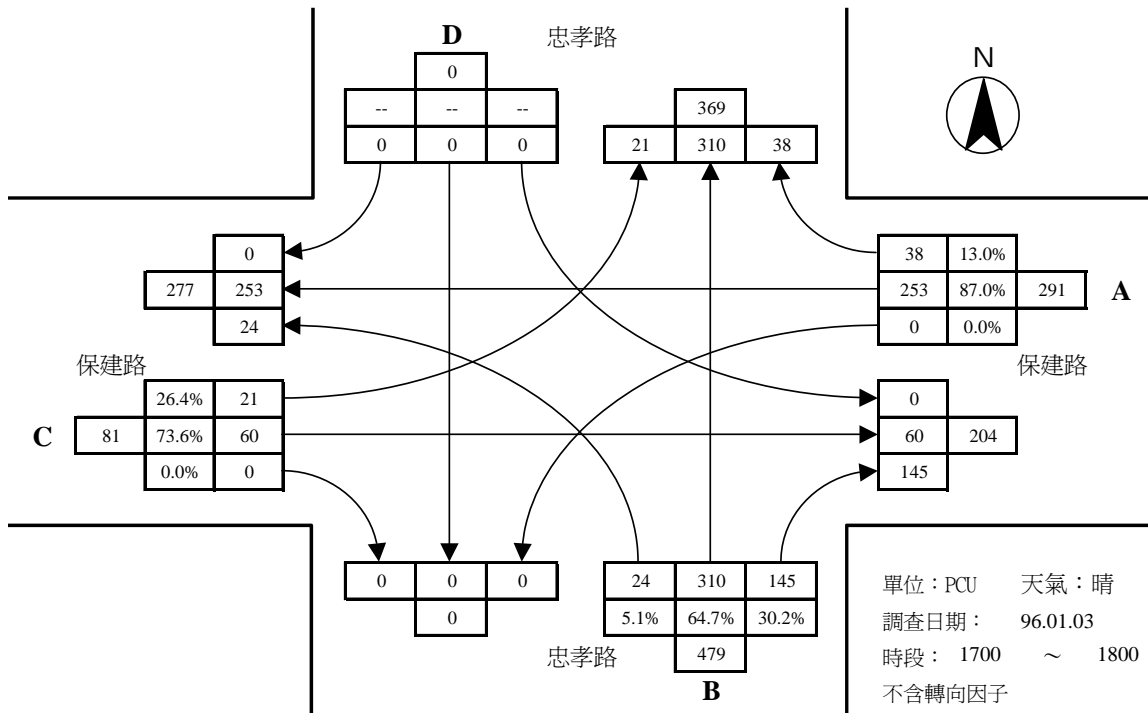 D 忠孝路
N
0
-- -- --
0 0 0
369
21 310 38
0
277 253
24
38 13.0%
253 87.0% 291 A
0 0.0%
保建路
保建路
26.4% 21
C 81 73.6% 60
0.0% 0
0
60 204
145
0 0 0
0
24 310 145
5.1% 64.7% 30.2%
479
忠孝路
B
單位：PCU 天氣：晴
調查日期： 96.01.03
時段： 1700 ～ 1800
不含轉向因子